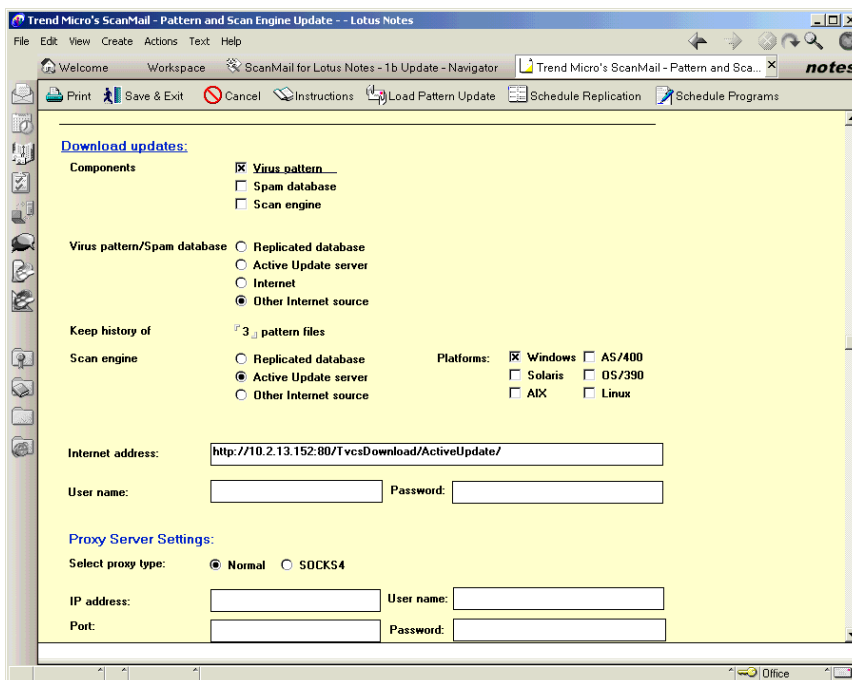 Trend Micro's ScanMail - Pattern and Scan Engine Update - - Lotus Notes
File Edit View Create Actions Text Help
Welcome Workspace ScanMail for Lotus Notes - 1b Update - Navigator Trend Micro's ScanMail - Pattern and Sca... notes
Print Save & Exit Cancel Instructions Load Pattern Update Schedule Replication Schedule Programs
Download updates:
Components Virus pattern
Spam database
Scan engine
Virus pattern/Spam database Replicated database
Active Update server
Internet
Other Internet source
Keep history of 3 pattern files
Scan engine Replicated database Platforms: Windows AS/400
Active Update server Solaris OS/390
Other Internet source AIX Linux
Internet address: http://10.2.13.152:80/TvcsDownload/ActiveUpdate/
User name: Password:
Proxy Server Settings:
Select proxy type: Normal SOCKS4
IP address: User name:
Port: Password:
Office